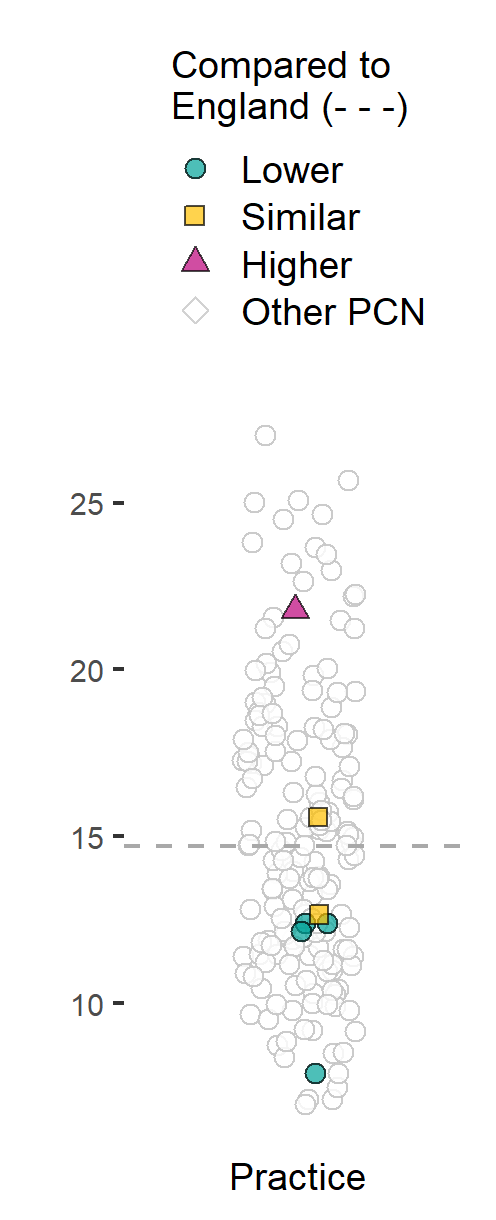 Compared to
England (- - -)
Lower
Similar
Higher
Other PCN
25
20
15
10
Practice